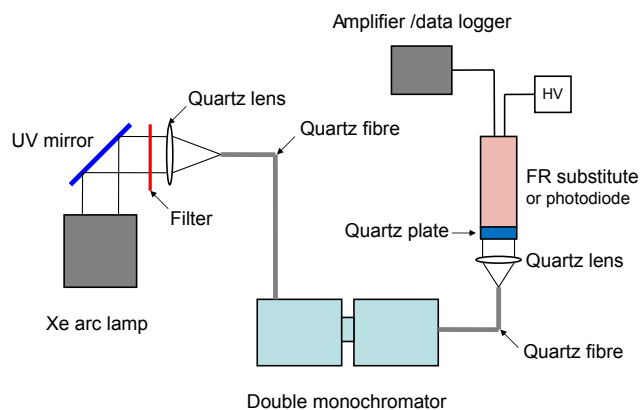 Amplifier /data logger
HV
Quartz lens
Quartz fibre
UV mirror
Filter
FR substitute
or photodiode
Quartz plate
Quartz lens
Xe arc lamp
Quartz fibre
Double monochromator